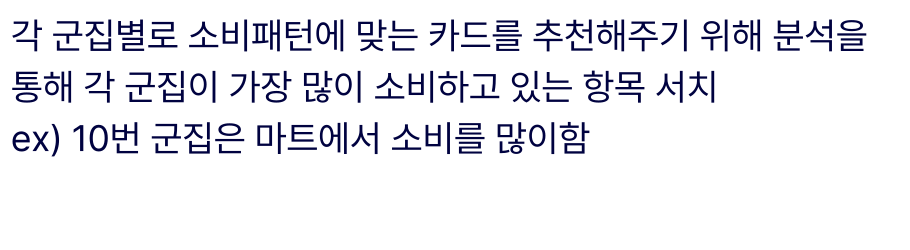 각 군집별로 소비패턴에 맞는 카드를 추천해주기 위해 분석을
통해 각 군집이 가장 많이 소비하고 있는 항목 서치
ex) 10번 군집은 마트에서 소비를 많이함